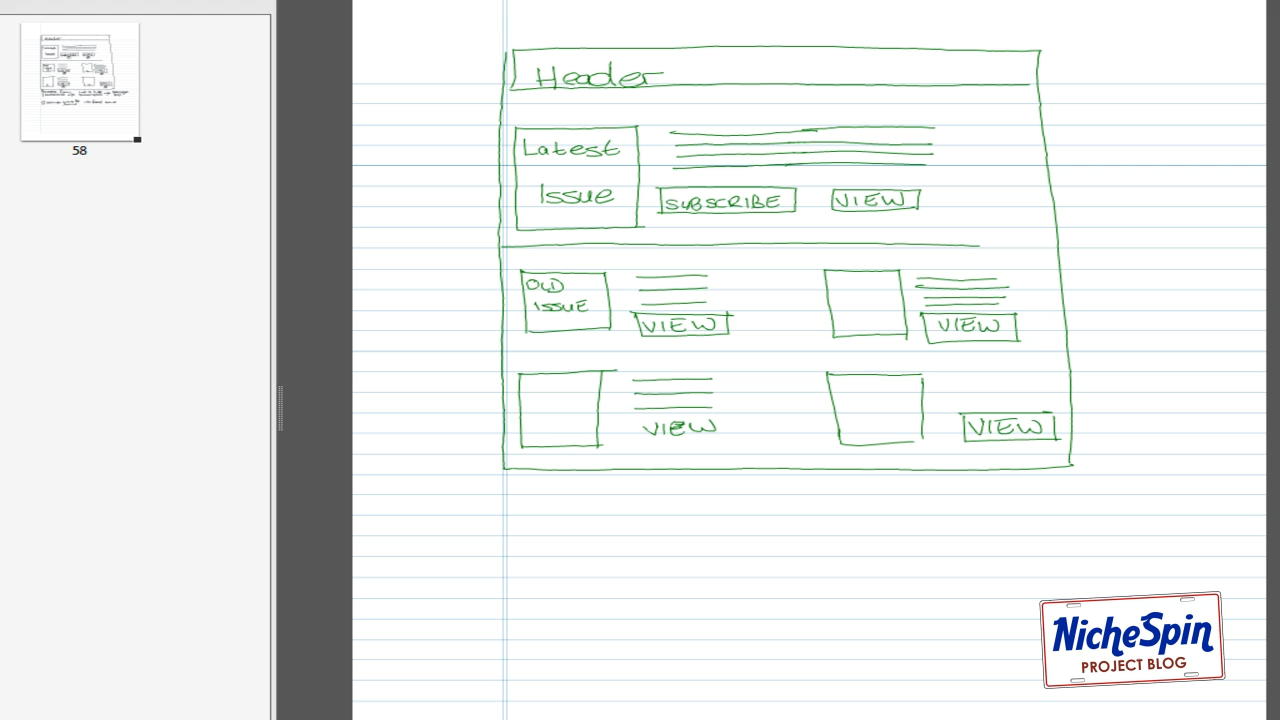 Header
Latest
Issue
SUBSCRIBE
VIEW
OLD
ISSUE
VIEW
VIEW
VIEW
VIEW
58
NicheSpin
PROJECT BLOG